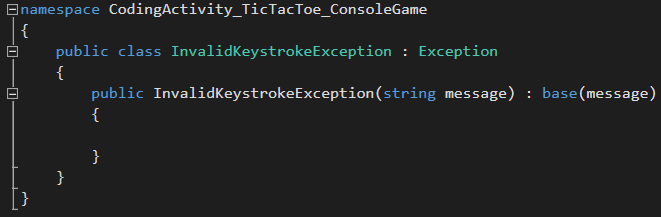 namespace CodingActivity_TicTacToe_ConsoleGame
{
    public class InvalidKeystrokeException : Exception
    {
        public InvalidKeystrokeException(string message) : base(message)
        {

        }
    }
}